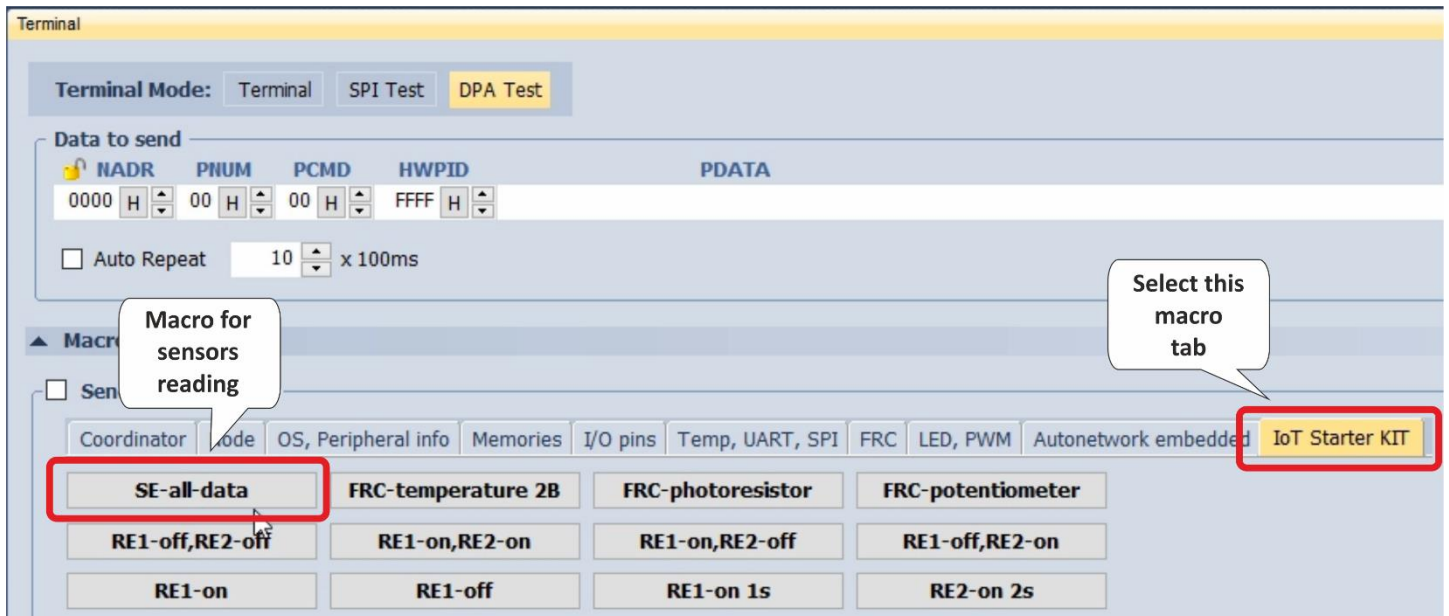 Terminal
Terminal Mode: Terminal SPI Test DPA Test
Data to send
NADR PNUM PCMD HWPID PDATA
0000 H 00 H 00 H FFFF H
Auto Repeat 10 x 100ms
Select this
macro
tab
Macro for
sensors
reading
Macr
Sen
Coordinator ode OS, Peripheral info Memories I/O pins Temp, UART, SPI FRC LED, PWM Autonetwork embedded IoT Starter KIT
SE-all-data FRC-temperature 2B FRC-photoresistor FRC-potentiometer
RE1-off,RE2-off RE1-on,RE2-on RE1-on,RE2-off RE1-off,RE2-on
RE1-on RE1-off RE1-on 1s RE2-on 2s